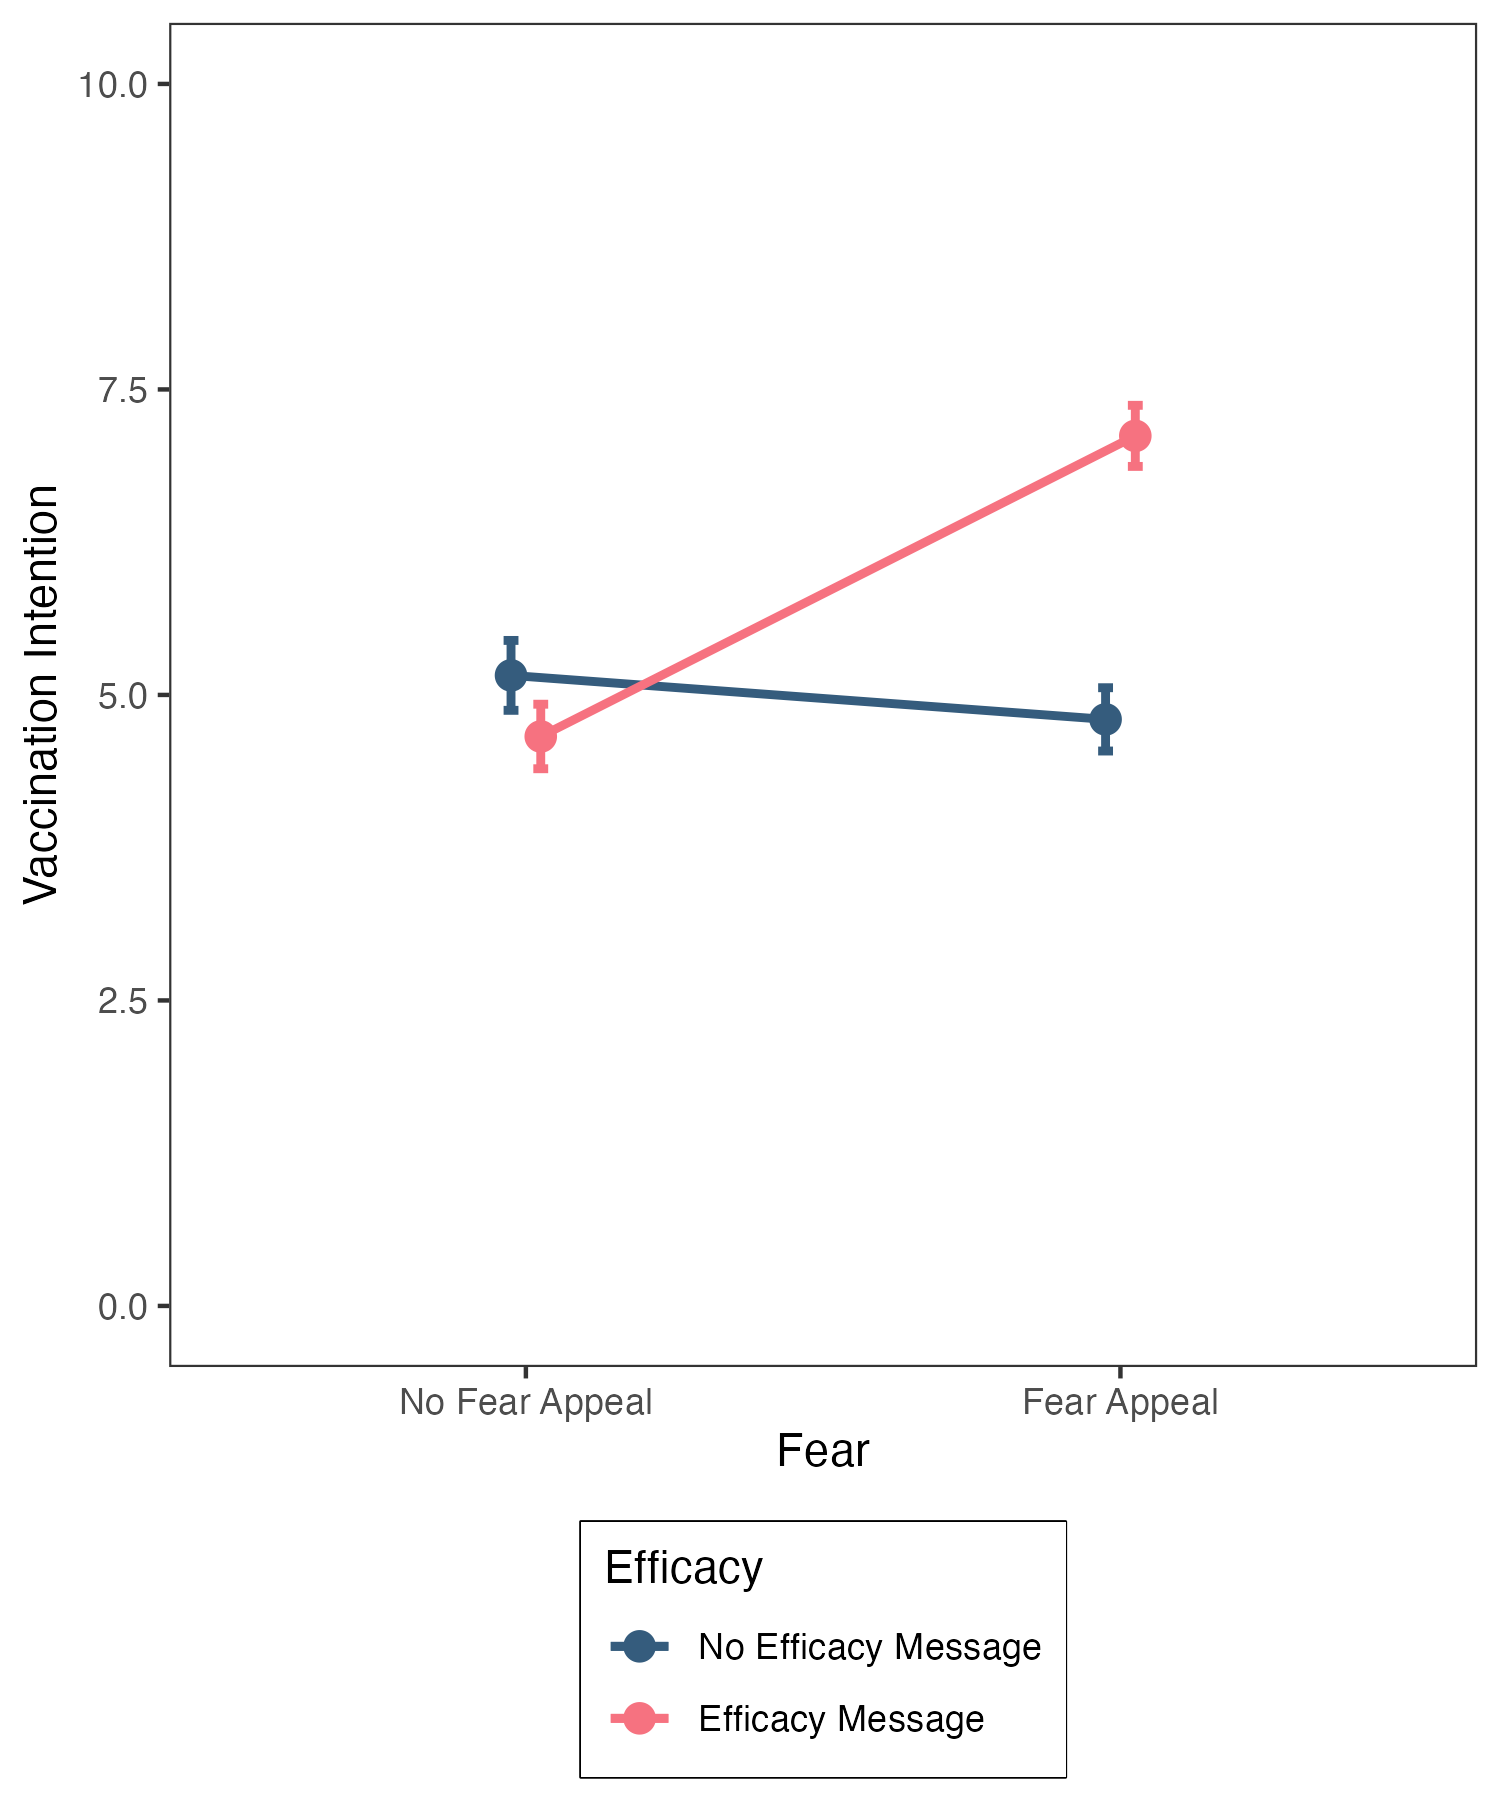 10.0
7.5
5.0
2.5
0.0
Vaccination Intention
No Fear Appeal
Fear Appeal
Fear
Efficacy
No Efficacy Message
Efficacy Message